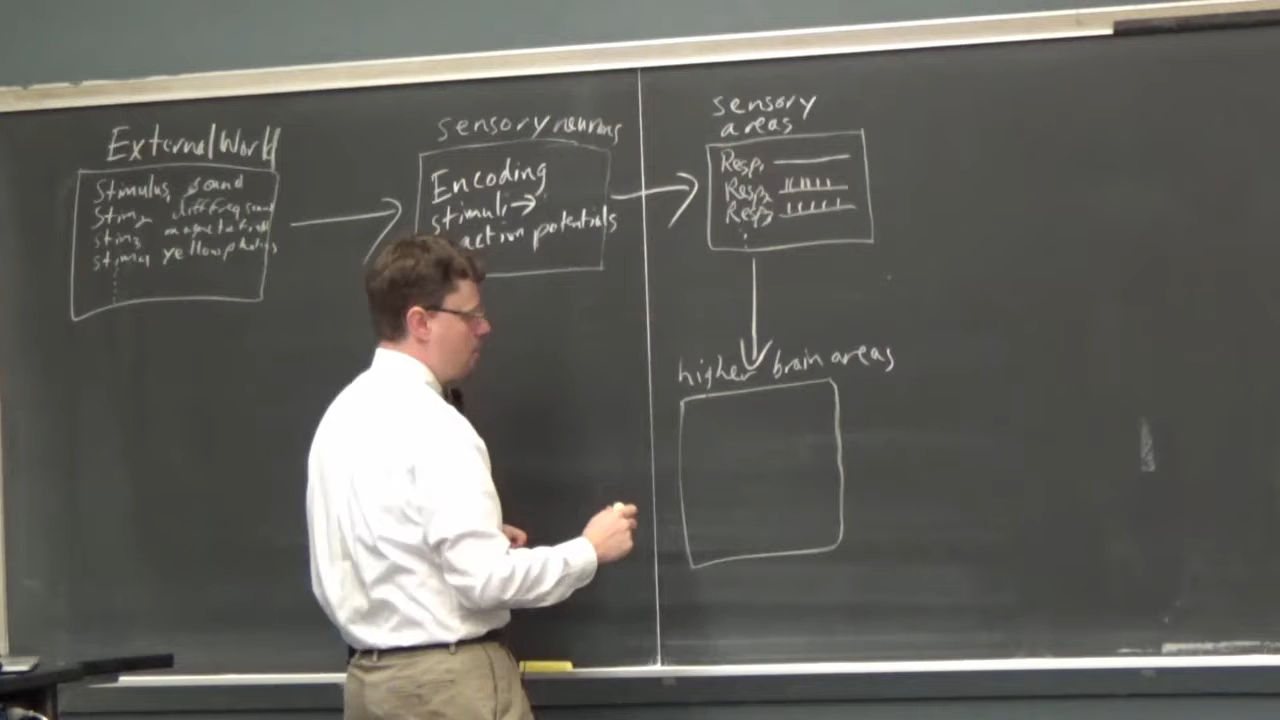 External World
Stimulus, sound
Stim2 diff freq sound
stim3 magnetic field
stim4 yellow photons
sensory neurons
Encoding
stimuli →
action potentials
sensory
areas
Resp1
Resp2
Resp3
higher brain areas